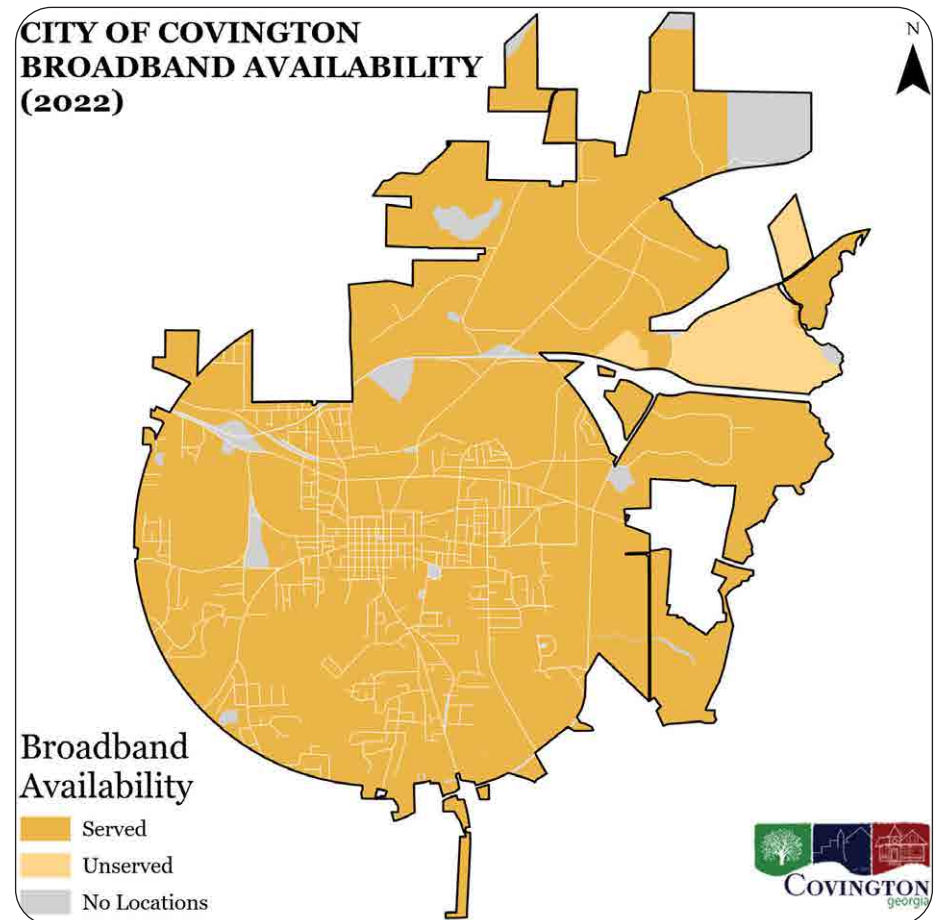 CITY OF COVINGTON
BROADBAND AVAILABILITY
(2022)
N
Broadband
Availability
Served
Unserved
No Locations
COVINGTON
georgia